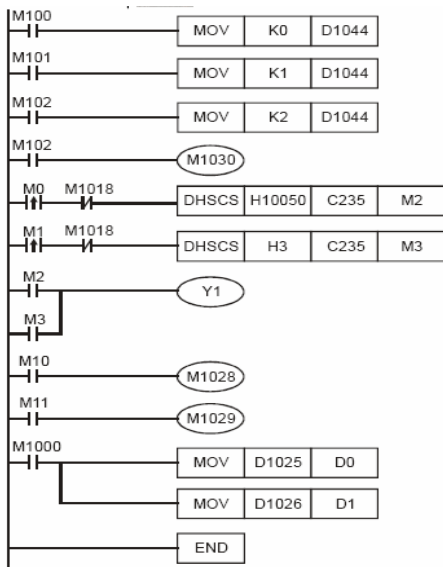 M100
MOV K0 D1044
M101
MOV K1 D1044
M102
MOV K2 D1044
M102
M1030
M0 M1018
DHSCS H10050 C235 M2
M1 M1018
DHSCS H3 C235 M3
M2
Y1
M3
M10
M1028
M11
M1029
M1000
MOV D1025 D0
MOV D1026 D1
END